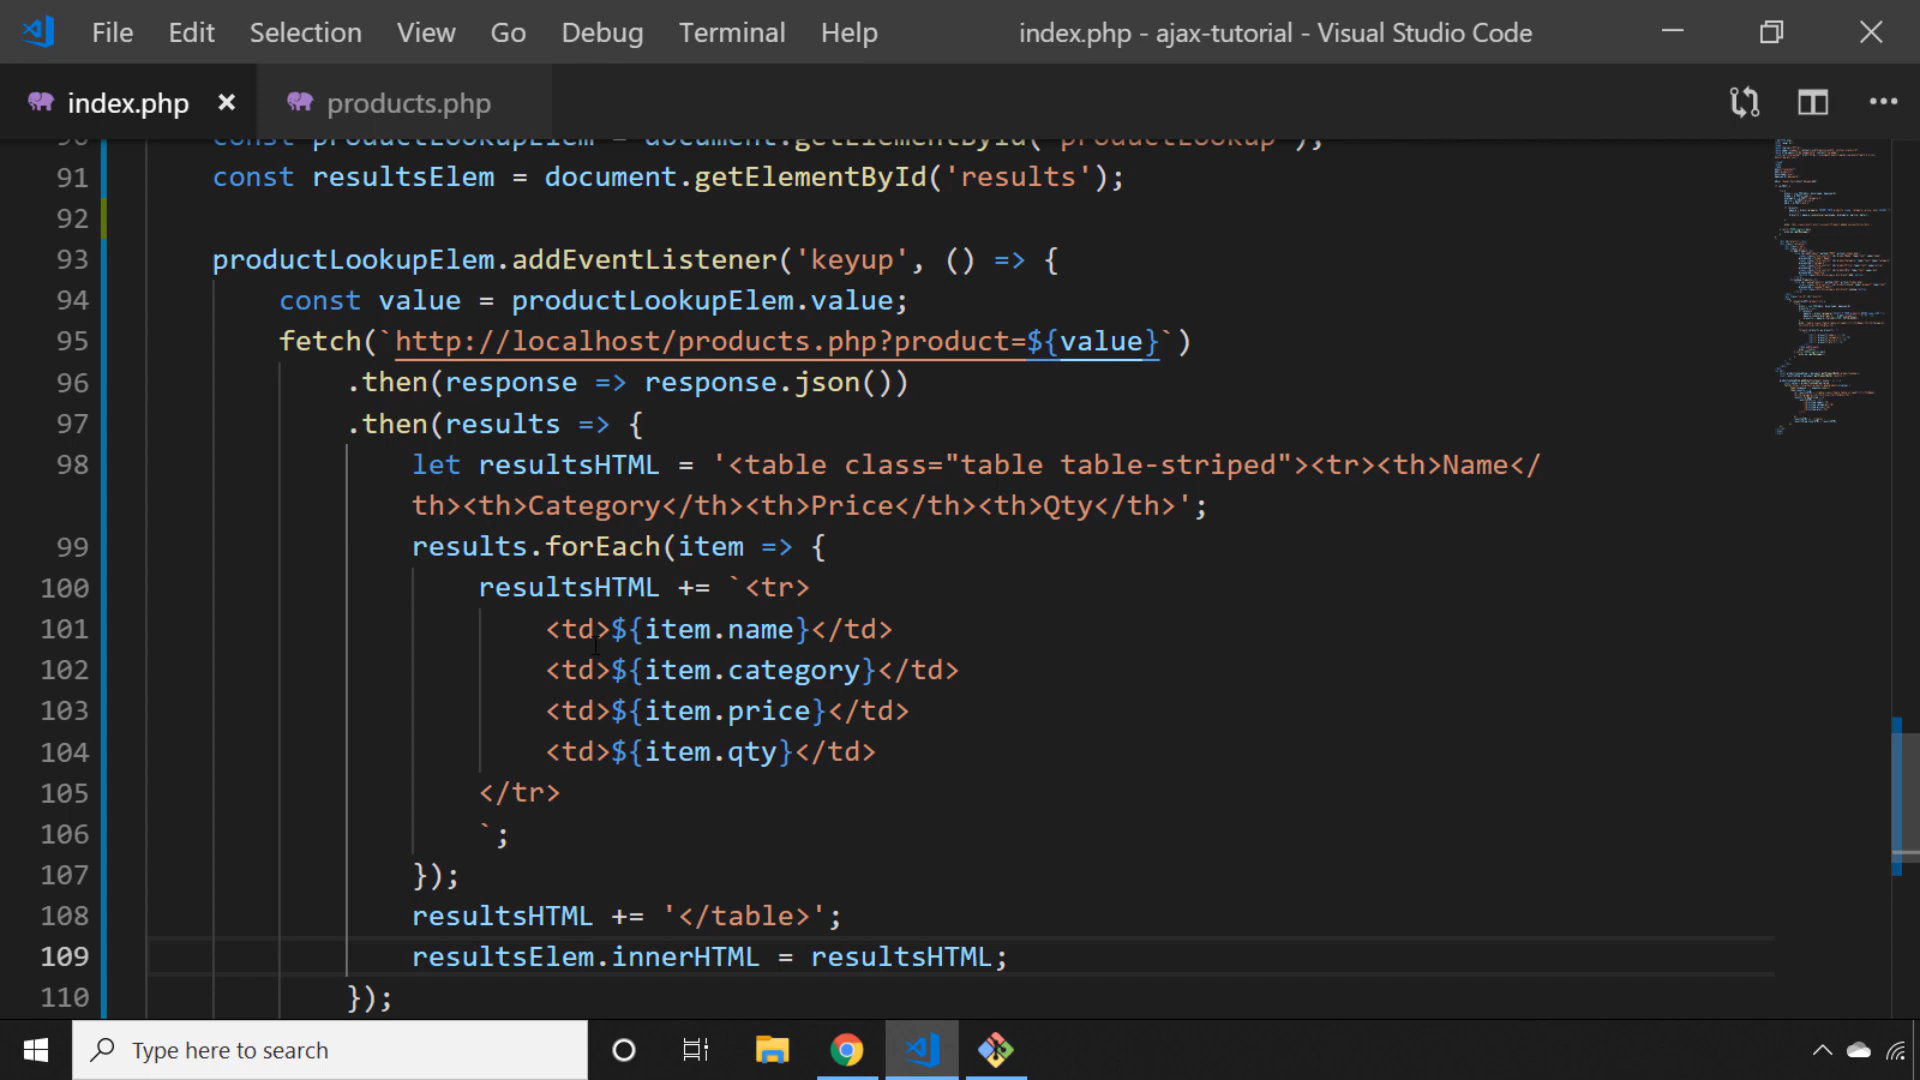 File Edit Selection View Go Debug Terminal Help index.php - ajax-tutorial - Visual Studio Code
index.php products.php
90 const productLookupElem = document.getElementById('productLookup');
91 const resultsElem = document.getElementById('results');
92
93 productLookupElem.addEventListener('keyup', () => {
94 const value = productLookupElem.value;
95 fetch(`http://localhost/products.php?product=${value}`)
96 .then(response => response.json())
97 .then(results => {
98 let resultsHTML = '<table class="table table-striped"><tr><th>Name</
th><th>Category</th><th>Price</th><th>Qty</th>';
99 results.forEach(item => {
100 resultsHTML += `<tr>
101 <td>${item.name}</td>
102 <td>${item.category}</td>
103 <td>${item.price}</td>
104 <td>${item.qty}</td>
105 </tr>
106 `;
107 });
108 resultsHTML += '</table>';
109 resultsElem.innerHTML = resultsHTML;
110 });
Type here to search